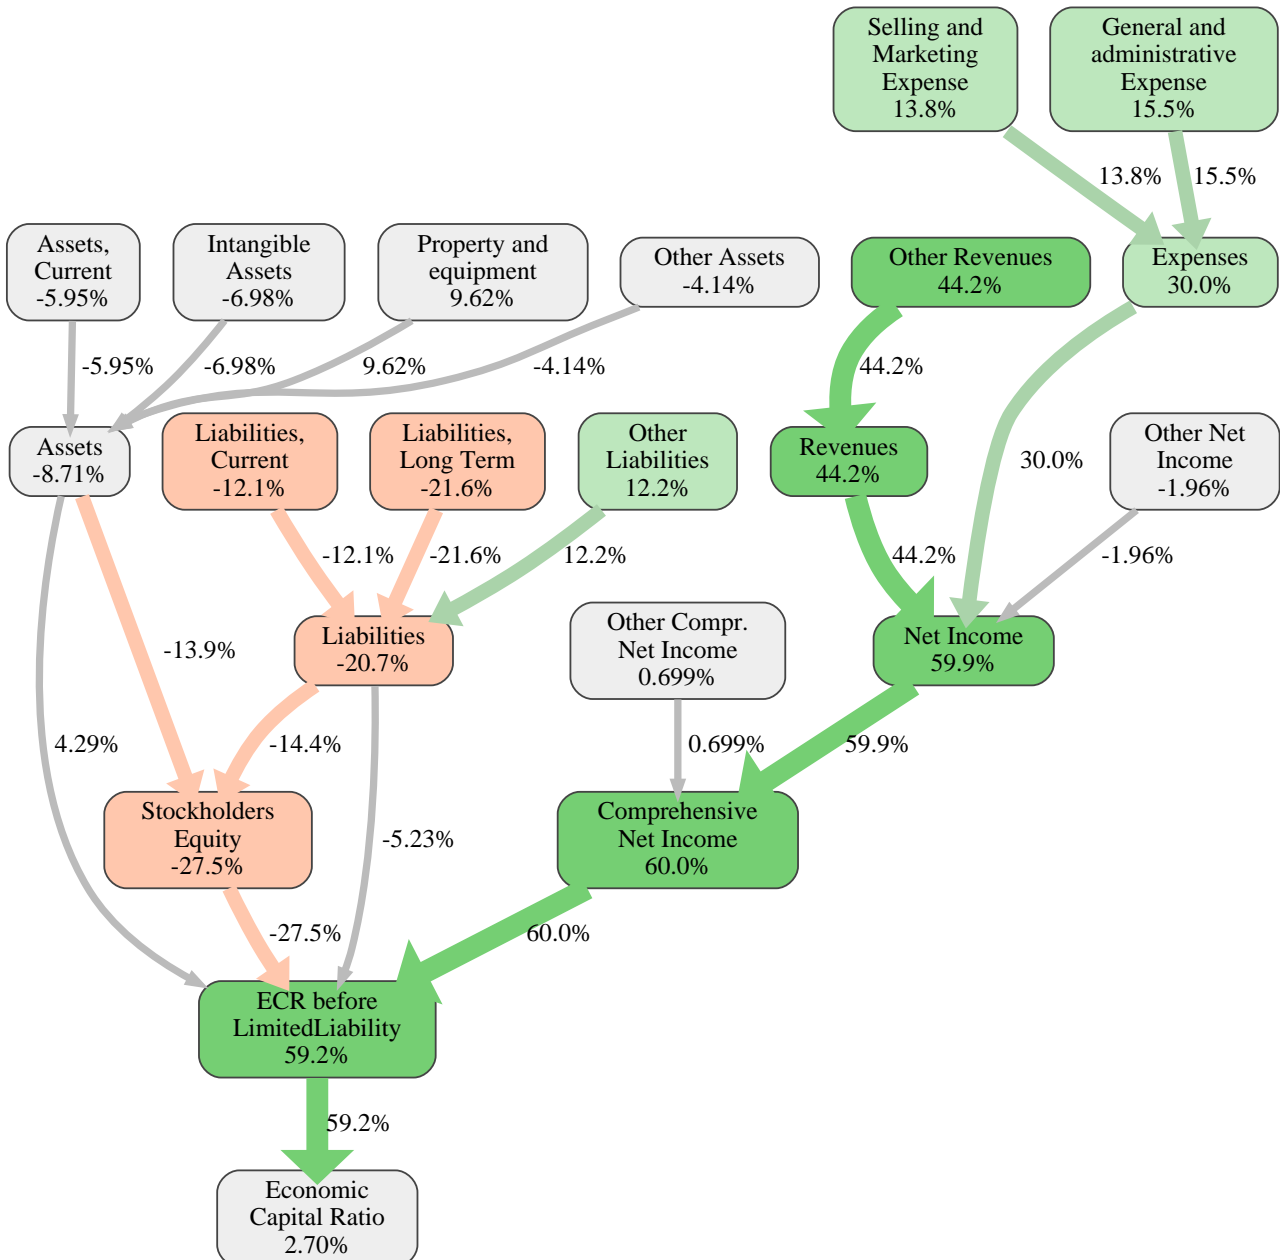 Selling and
Marketing
Expense
13.8%
General and
administrative
Expense
15.5%
13.8%
15.5%
Assets,
Current
-5.95%
Intangible
Assets
-6.98%
Property and
equipment
9.62%
Other Assets
-4.14%
Other Revenues
44.2%
Expenses
30.0%
-5.95%
-6.98%
9.62%
-4.14%
44.2%
Assets
-8.71%
Liabilities,
Current
-12.1%
Liabilities,
Long Term
-21.6%
Other
Liabilities
12.2%
Revenues
44.2%
30.0%
Other Net
Income
-1.96%
-12.1%
-21.6%
12.2%
44.2%
-1.96%
Liabilities
-20.7%
Other Compr.
Net Income
0.699%
Net Income
59.9%
-13.9%
4.29%
-14.4%
0.699%
59.9%
Stockholders
Equity
-27.5%
-5.23%
Comprehensive
Net Income
60.0%
-27.5%
60.0%
ECR before
LimitedLiability
59.2%
59.2%
Economic
Capital Ratio
2.70%